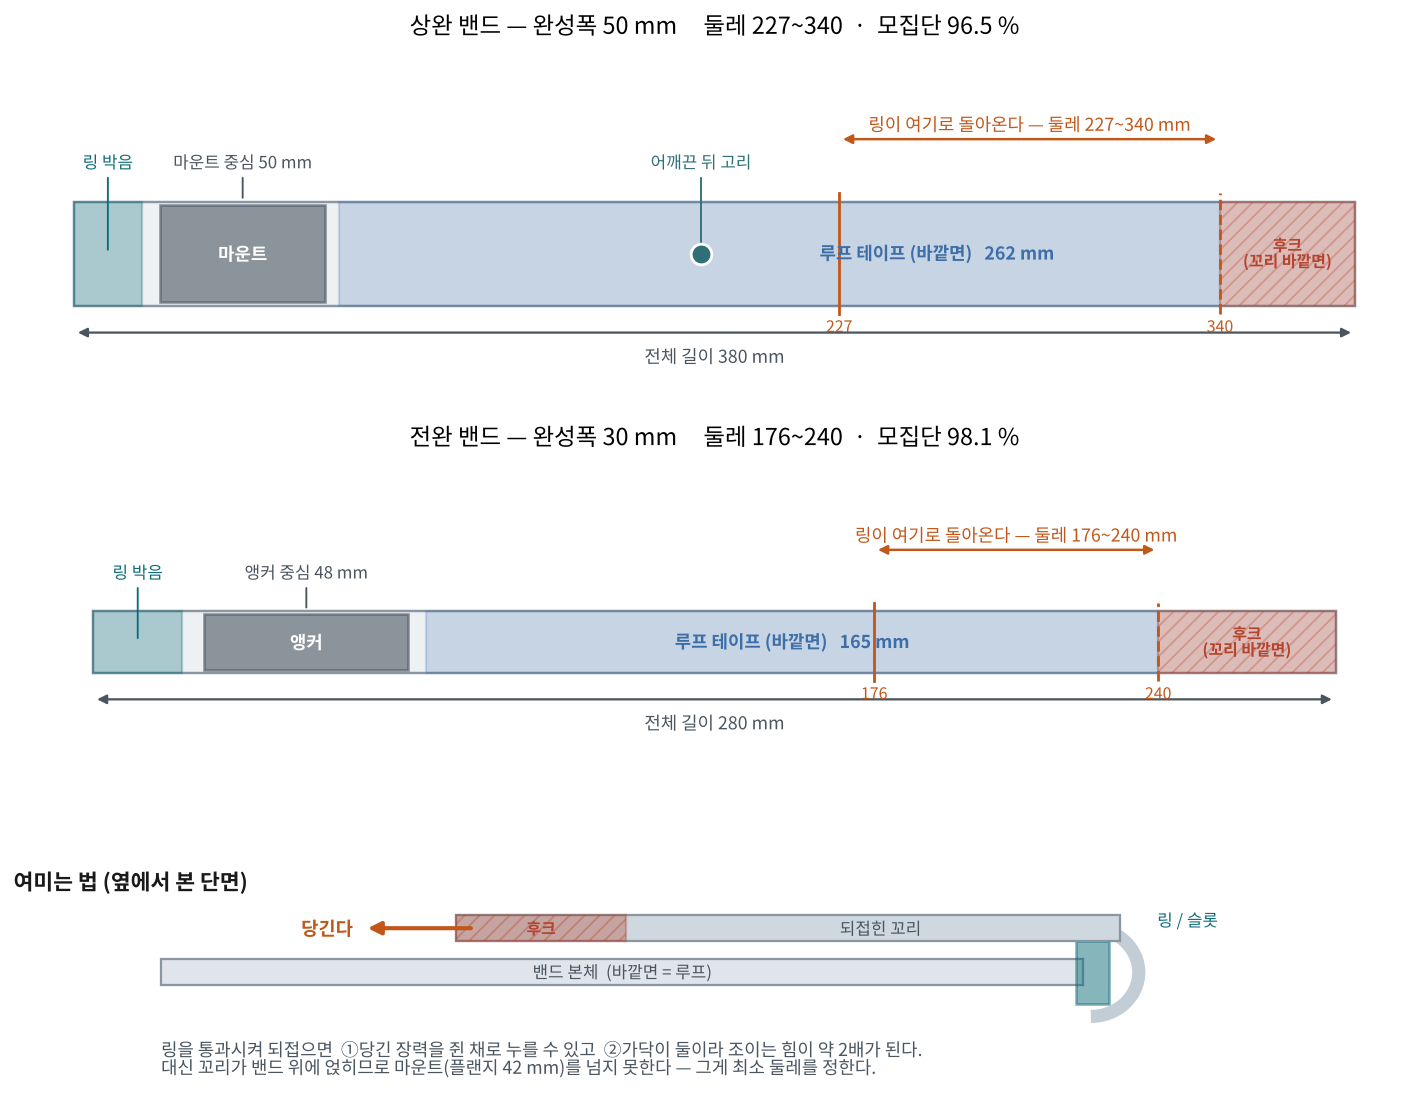 상완 밴드 — 완성폭 50 mm 둘레 227~340 · 모집단 96.5 %
링이 여기로 돌아온다 — 둘레 227~340 mm
링 박음
마운트 중심 50 mm
어깨끈 뒤 고리
마운트
루프 테이프 (바깥면) 262 mm
후크
(꼬리 바깥면)
227
340
전체 길이 380 mm
전완 밴드 — 완성폭 30 mm 둘레 176~240 · 모집단 98.1 %
링이 여기로 돌아온다 — 둘레 176~240 mm
링 박음
앵커 중심 48 mm
앵커
루프 테이프 (바깥면) 165 mm
후크
(꼬리 바깥면)
176
240
전체 길이 280 mm
여미는 법 (옆에서 본 단면)
당긴다
후크
되접힌 꼬리
링 / 슬롯
밴드 본체 (바깥면 = 루프)
링을 통과시켜 되접으면 ①당긴 장력을 쥔 채로 누를 수 있고 ②가닥이 둘이라 조이는 힘이 약 2배가 된다.
대신 꼬리가 밴드 위에 얹히므로 마운트(플랜지 42 mm)를 넘지 못한다 — 그게 최소 둘레를 정한다.